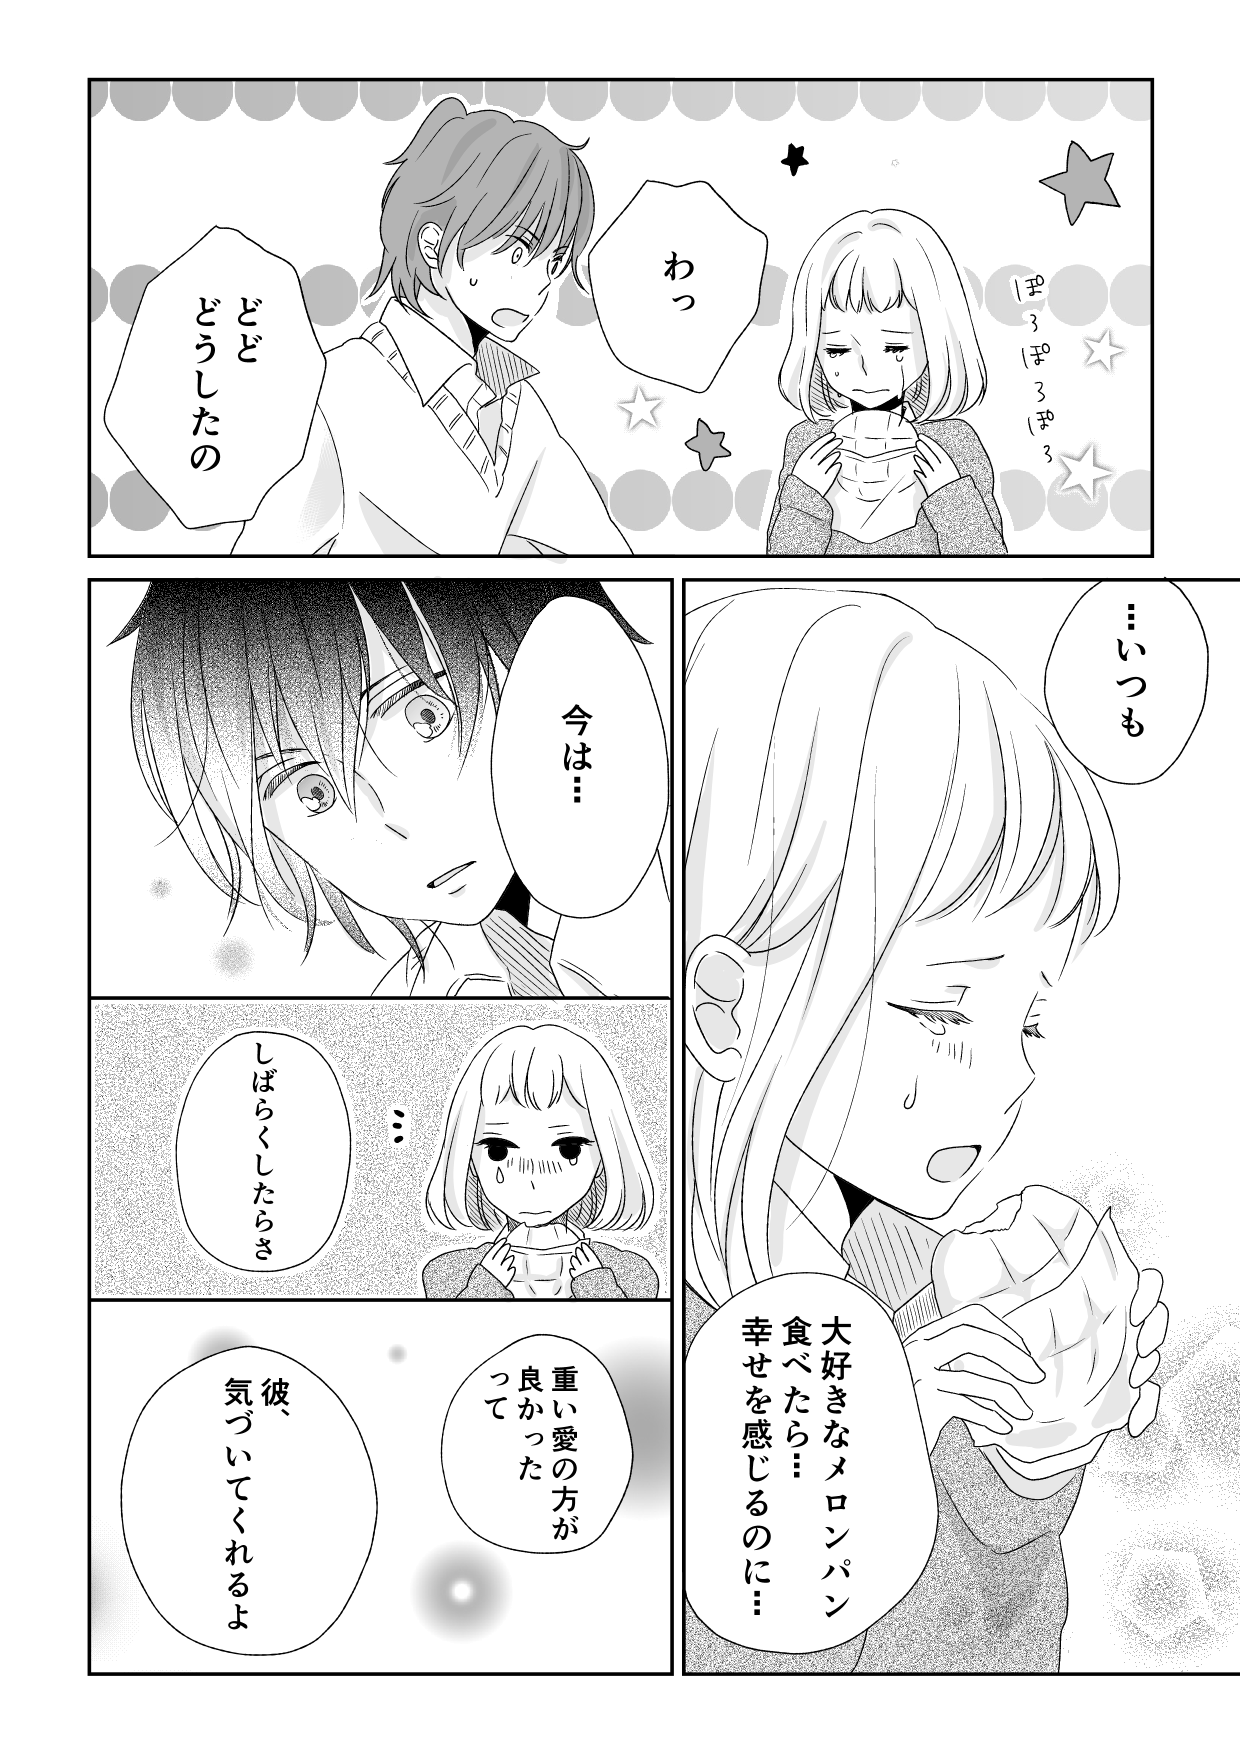 ぽろぽろぽろ
わっ
どど
どうしたの
…いつも
大好きなメロンパン
食べたら…
幸せを感じるのに…
今は…
しばらくしたらさ
重い愛の方が
良かった
って
彼、
気づいてくれるよ